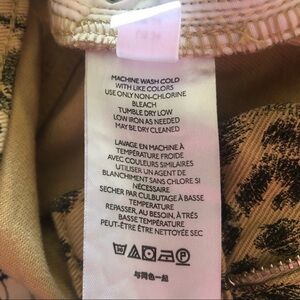 MACHINE WASH COLD
WITH LIKE COLORS
USE ONLY NON-CHLORINE
BLEACH
TUMBLE DRY LOW
LOW IRON AS NEEDED
MAY BE DRY CLEANED
LAVAGE EN MACHINE À
TEMPÉRATURE FROIDE
AVEC COULEURS SIMILAIRES
UTILISER UN AGENT DE
BLANCHIMENT SANS CHLORE SI
NÉCESSAIRE
SECHER PAR CULBUTAGE À BASSE
TEMPERATURE
REPASSER, AU BESOIN, À TRÈS
BASSE TEMPÉRATURE
PEUT-ÊTRE ÊTRE NETTOYÉE SEC
30
P
与同色一起